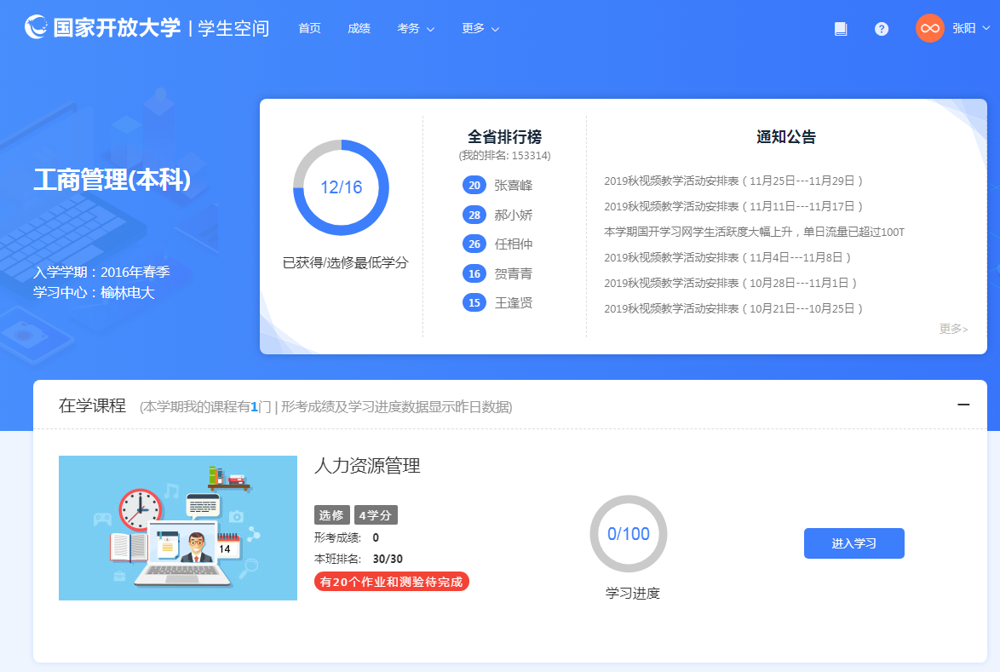 国家开放大学 | 学生空间 首页 成绩 考务 更多 ? 张阳
工商管理(本科)
入学学期：2016年春季
学习中心：榆林电大
12/16
已获得/选修最低学分
全省排行榜
(我的排名: 153314)
20 张喜峰
28 郝小娇
26 任相仲
16 贺青青
15 王逢贤
通知公告
2019秋视频教学活动安排表（11月25日---11月29日）
2019秋视频教学活动安排表（11月11日---11月17日）
本学期国开学习网学生活跃度大幅上升，单日流量已超过100T
2019秋视频教学活动安排表（11月4日---11月8日）
2019秋视频教学活动安排表（10月28日---11月1日）
2019秋视频教学活动安排表（10月21日---10月25日）
更多>
在学课程 (本学期我的课程有1门 | 形考成绩及学习进度数据显示昨日数据)
14
人力资源管理
选修 4学分
形考成绩: 0
本班排名: 30/30
有20个作业和测验待完成
0/100
学习进度
进入学习